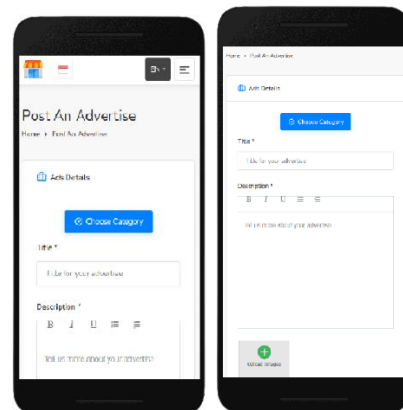 EN
Post An Advertise
Home Post An Advertise
Ads Details
Choose Category
Title *
Title for your advertise
Description *
B I U
Tell us more about your advertise
Home Post An Advertise
Ads Details
Choose Category
Title *
Title for your advertise
Description *
B I U
Tell us more about your advertise
Upload Images